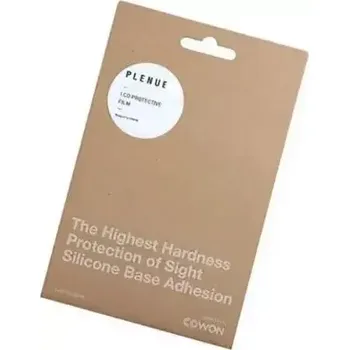 PLENUE
LCD PROTECTIVE
FILM
The Highest Hardness
Protection of Sight
Silicone Base Adhesion
COWON